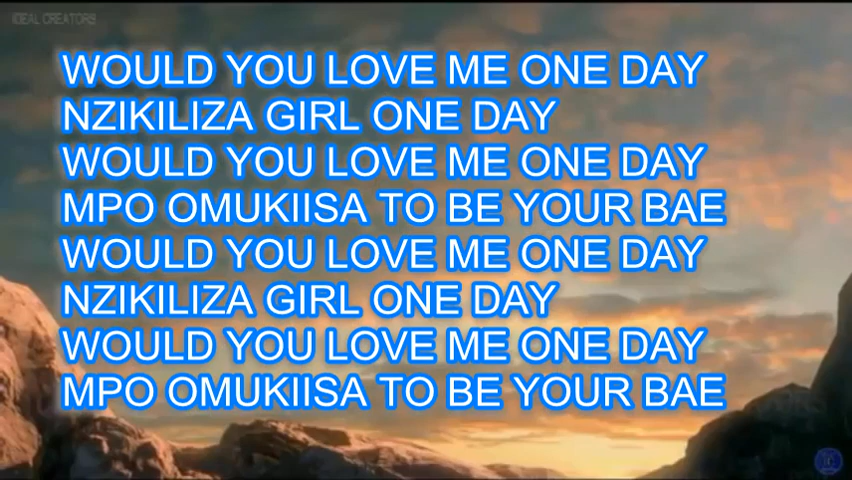 IDEAL CREATORS
WOULD YOU LOVE ME ONE DAY
NZIKILIZA GIRL ONE DAY
WOULD YOU LOVE ME ONE DAY
MPO OMUKIISA TO BE YOUR BAE
WOULD YOU LOVE ME ONE DAY
NZIKILIZA GIRL ONE DAY
WOULD YOU LOVE ME ONE DAY
MPO OMUKIISA TO BE YOUR BAE